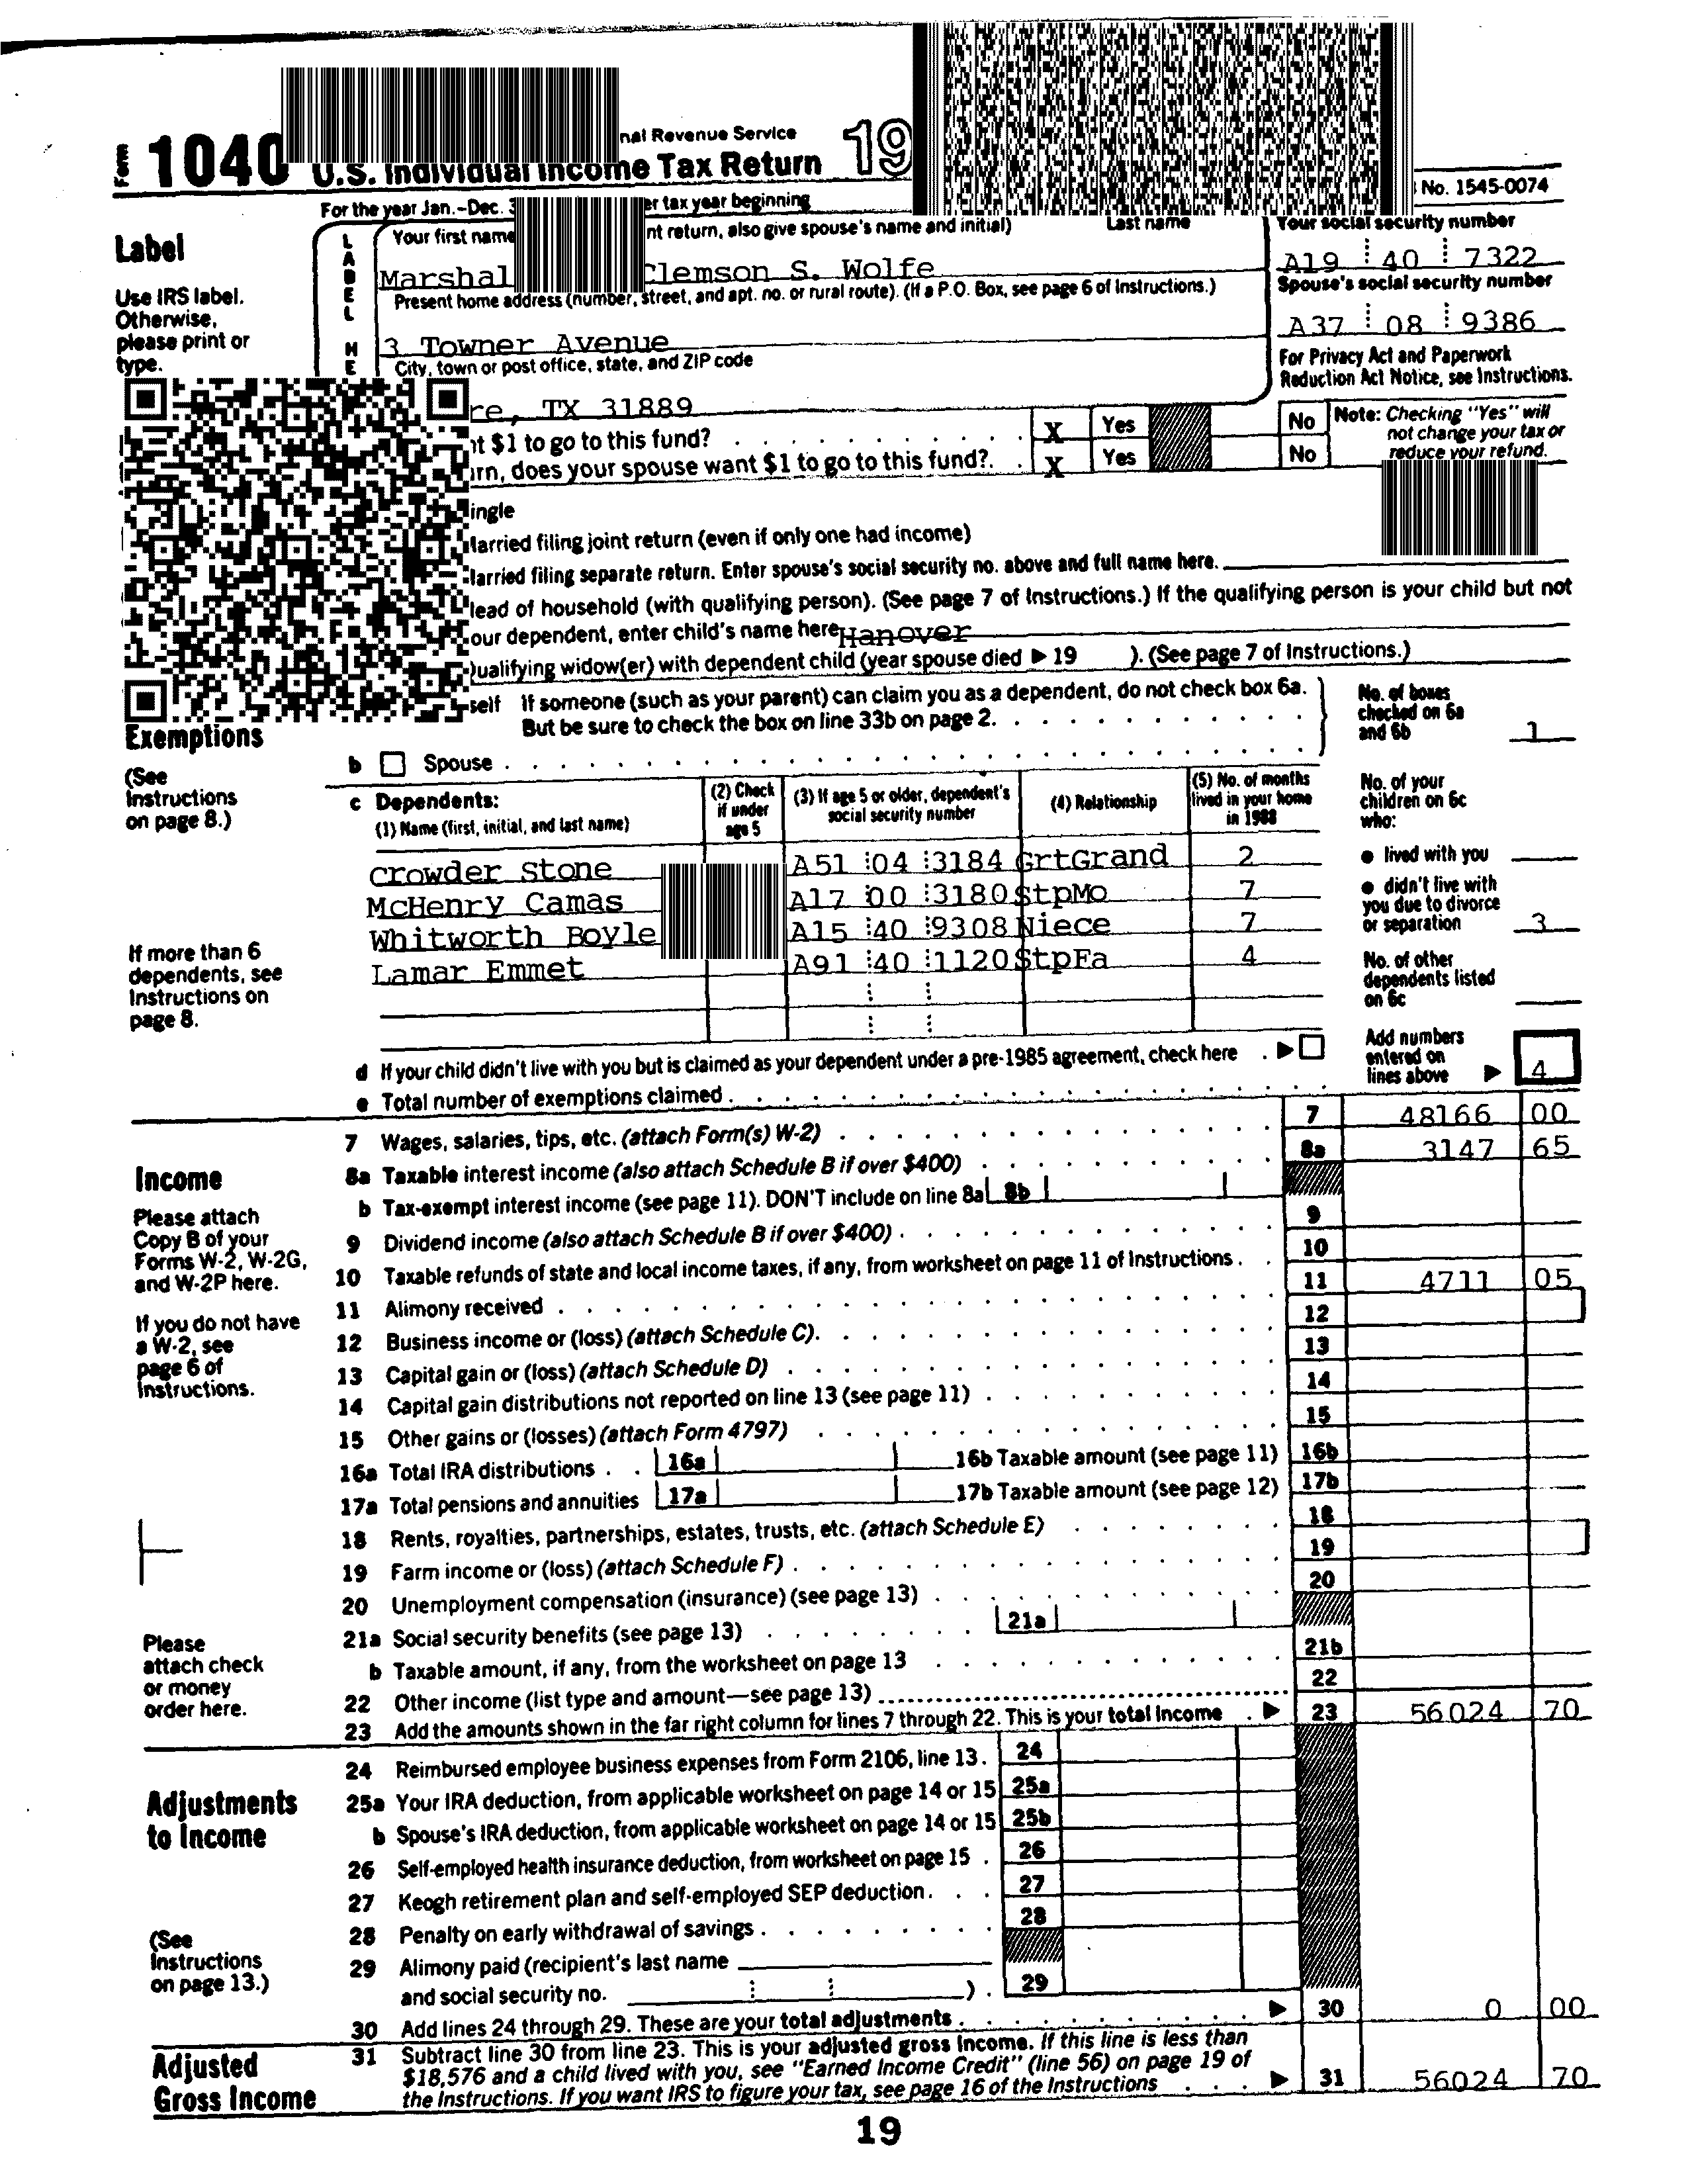 Form 1040 nal Revenue Service
U.S. Individual Income Tax Return 19
For the year Jan.-Dec. er tax year beginning No. 1545-0074
Label
Use IRS label.
Otherwise,
please print or
type.
LABEL HE
Your first name nt return, also give spouse's name and initial) Last name
Marshal Clemson S. Wolfe
Present home address (number, street, and apt. no. or rural route). (If a P.O. Box, see page 6 of Instructions.)
3 Towner Avenue
City, town or post office, state, and ZIP code
re, TX 31889
Your social security number
A19 40 7322
Spouse's social security number
A37 08 9386
For Privacy Act and Paperwork
Reduction Act Notice, see Instructions.
nt $1 to go to this fund? . . . . . . . . . . X Yes No
urn, does your spouse want $1 to go to this fund?. . X Yes No
Note: Checking "Yes" will
not change your tax or
reduce your refund.
ingle
Married filing joint return (even if only one had income)
Married filing separate return. Enter spouse's social security no. above and full name here.
Head of household (with qualifying person). (See page 7 of Instructions.) If the qualifying person is your child but not
our dependent, enter child's name here Hanover
Qualifying widow(er) with dependent child (year spouse died ▶ 19 ). (See page 7 of Instructions.)
Exemptions
(See
Instructions
on page 8.)
self If someone (such as your parent) can claim you as a dependent, do not check box 6a.
But be sure to check the box on line 33b on page 2.
b Spouse
No. of boxes
checked on 6a
and 6b 1
c Dependents:
(1) Name (first, initial, and last name)
(2) Check
if under
age 5
(3) If age 5 or older, dependent's
social security number
(4) Relationship
(5) No. of months
lived in your home
in 1988
Crowder Stone A51 04 3184 GrtGrand 2
McHenry Camas A17 00 3180 StpMo 7
Whitworth Boyle A15 40 9308 Niece 7
Lamar Emmet A91 40 1120 StpFa 4
If more than 6
dependents, see
Instructions on
page 8.
No. of your
children on 6c
who:
● lived with you
● didn't live with
you due to divorce
or separation 3
No. of other
dependents listed
on 6c
d If your child didn't live with you but is claimed as your dependent under a pre-1985 agreement, check here . ▶
e Total number of exemptions claimed
Add numbers
entered on
lines above ▶ 4
Income
Please attach
Copy B of your
Forms W-2, W-2G,
and W-2P here.
If you do not have
a W-2, see
page 6 of
Instructions.
Please
attach check
or money
order here.
7 Wages, salaries, tips, etc. (attach Form(s) W-2) 7 48166 00
8a Taxable interest income (also attach Schedule B if over $400) 8a 3147 65
b Tax-exempt interest income (see page 11). DON'T include on line 8a 8b
9 Dividend income (also attach Schedule B if over $400) 9
10 Taxable refunds of state and local income taxes, if any, from worksheet on page 11 of Instructions 10
11 Alimony received 11 4711 05
12 Business income or (loss) (attach Schedule C) 12
13 Capital gain or (loss) (attach Schedule D) 13
14 Capital gain distributions not reported on line 13 (see page 11) 14
15 Other gains or (losses) (attach Form 4797) 15
16a Total IRA distributions 16a 16b Taxable amount (see page 11) 16b
17a Total pensions and annuities 17a 17b Taxable amount (see page 12) 17b
18 Rents, royalties, partnerships, estates, trusts, etc. (attach Schedule E) 18
19 Farm income or (loss) (attach Schedule F) 19
20 Unemployment compensation (insurance) (see page 13) 20
21a Social security benefits (see page 13) 21a
b Taxable amount, if any, from the worksheet on page 13 21b
22 Other income (list type and amount—see page 13) 22
23 Add the amounts shown in the far right column for lines 7 through 22. This is your total income . ▶ 23 56024 70
Adjustments
to Income
(See
Instructions
on page 13.)
24 Reimbursed employee business expenses from Form 2106, line 13. 24
25a Your IRA deduction, from applicable worksheet on page 14 or 15 25a
b Spouse's IRA deduction, from applicable worksheet on page 14 or 15 25b
26 Self-employed health insurance deduction, from worksheet on page 15 . 26
27 Keogh retirement plan and self-employed SEP deduction. 27
28 Penalty on early withdrawal of savings 28
29 Alimony paid (recipient's last name
and social security no. ) . 29
30 Add lines 24 through 29. These are your total adjustments ▶ 30 0 00
Adjusted
Gross Income
31 Subtract line 30 from line 23. This is your adjusted gross income. If this line is less than
$18,576 and a child lived with you, see "Earned Income Credit" (line 56) on page 19 of
the Instructions. If you want IRS to figure your tax, see page 16 of the Instructions ▶ 31 56024 70
19